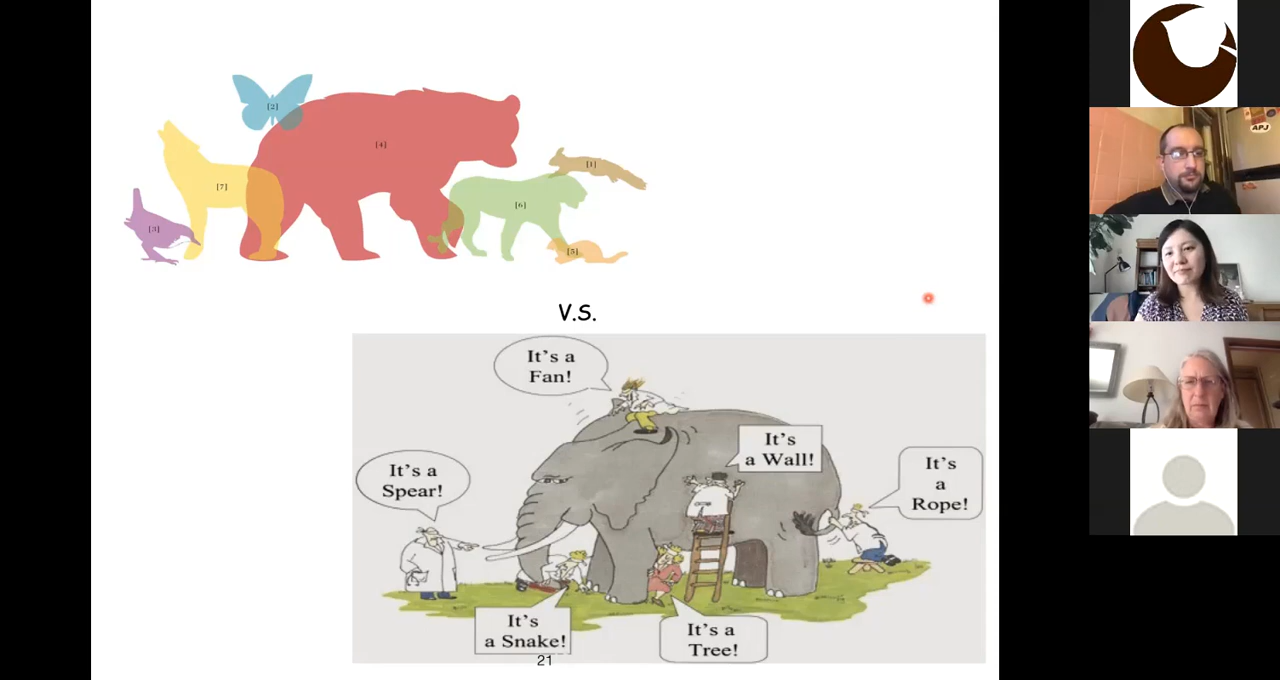 [2]
[4]
[1]
[7]
[6]
[3]
[5]
APJ
V.S.
It's a
Fan!
It's
a Wall!
It's a
Spear!
It's
a
Rope!
It's
a Snake!
It's a
Tree!
21